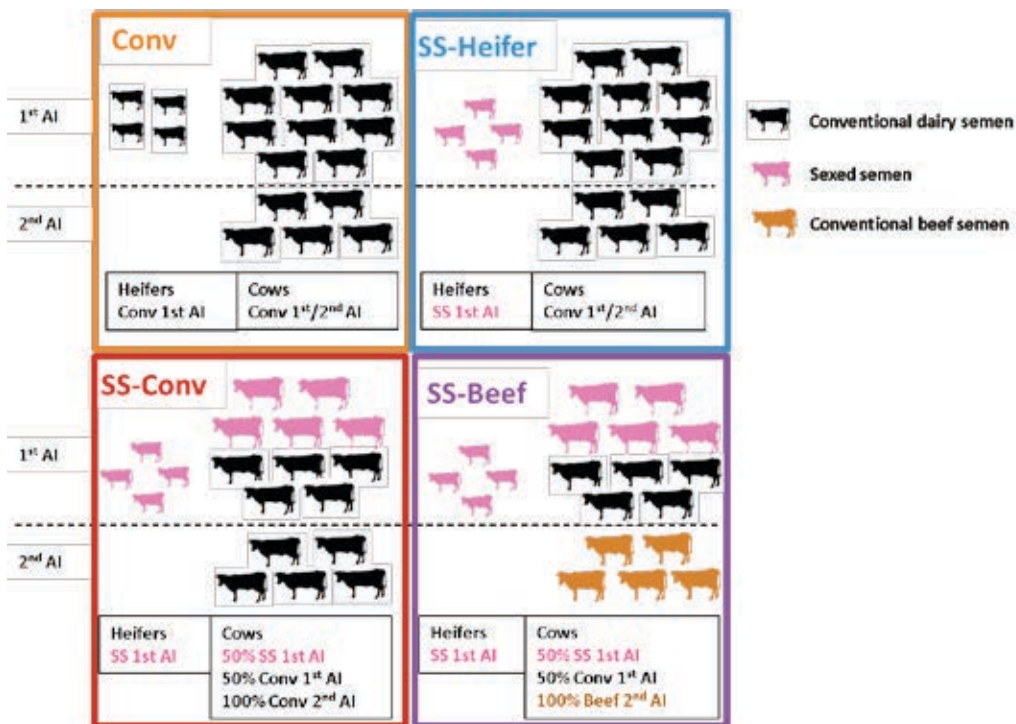 Conv
SS-Heifer
1st AI
2nd AI
Conventional dairy semen
Sexed semen
Conventional beef semen
Heifers
Conv 1st AI
Cows
Conv 1st/2nd AI
Heifers
SS 1st AI
Cows
Conv 1st/2nd AI
SS-Conv
SS-Beef
1st AI
2nd AI
Heifers
SS 1st AI
Cows
50% SS 1st AI
50% Conv 1st AI
100% Conv 2nd AI
Heifers
SS 1st AI
Cows
50% SS 1st AI
50% Conv 1st AI
100% Beef 2nd AI